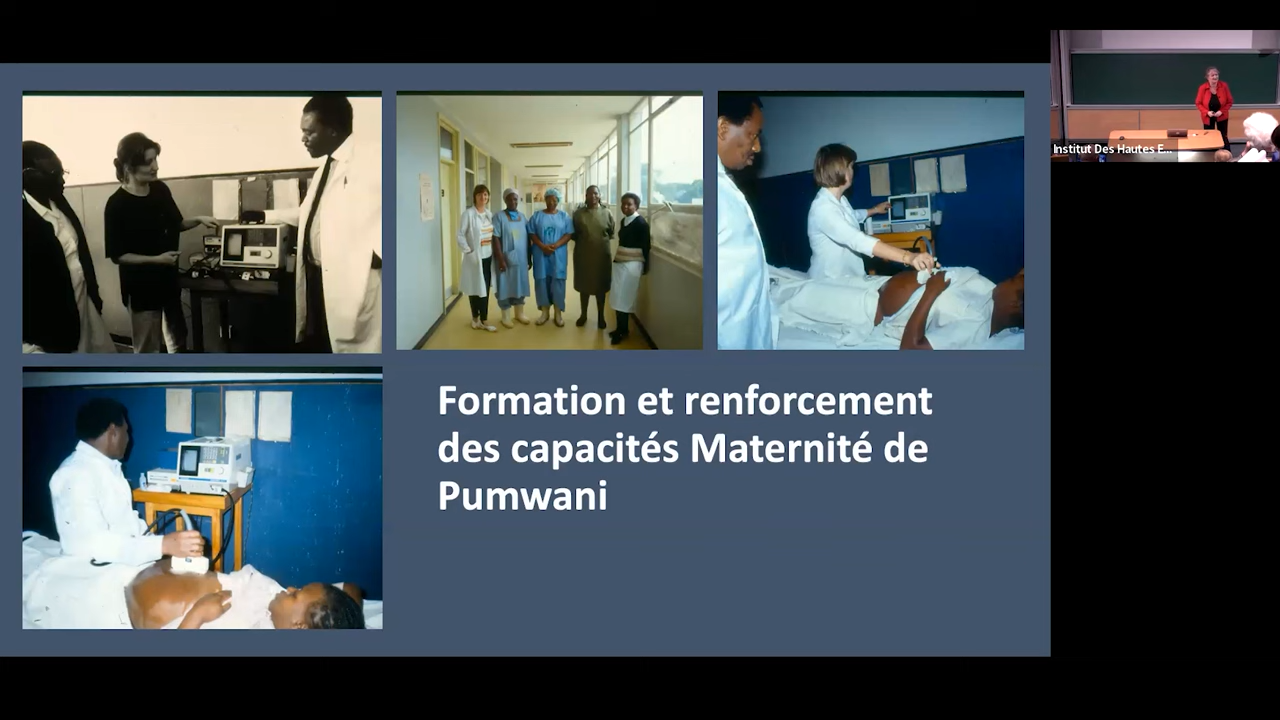 Institut Des Hautes E...
Formation et renforcement
des capacités Maternité de
Pumwani